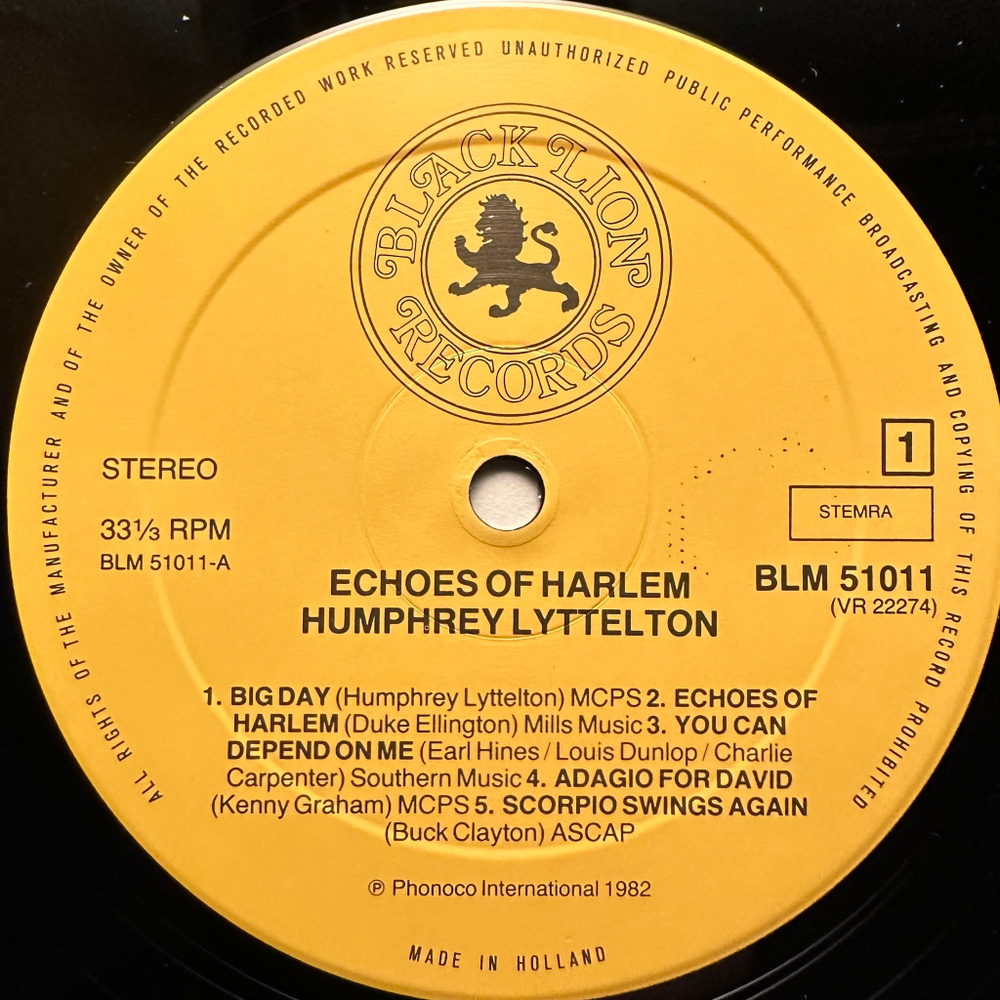 ALL RIGHTS OF THE MANUFACTURER AND OF THE OWNER OF THE RECORDED WORK RESERVED UNAUTHORIZED PUBLIC PERFORMANCE BROADCASTING AND COPYING OF THIS RECORD PROHIBITED
BLACK LION
RECORDS
STEREO
1
STEMRA
33⅓ RPM
BLM 51011-A
BLM 51011
(VR 22274)
ECHOES OF HARLEM
HUMPHREY LYTTELTON
1. BIG DAY (Humphrey Lyttelton) MCPS 2. ECHOES OF
HARLEM (Duke Ellington) Mills Music 3. YOU CAN
DEPEND ON ME (Earl Hines / Louis Dunlop / Charlie
Carpenter) Southern Music 4. ADAGIO FOR DAVID
(Kenny Graham) MCPS 5. SCORPIO SWINGS AGAIN
(Buck Clayton) ASCAP
℗ Phonoco International 1982
MADE IN HOLLAND